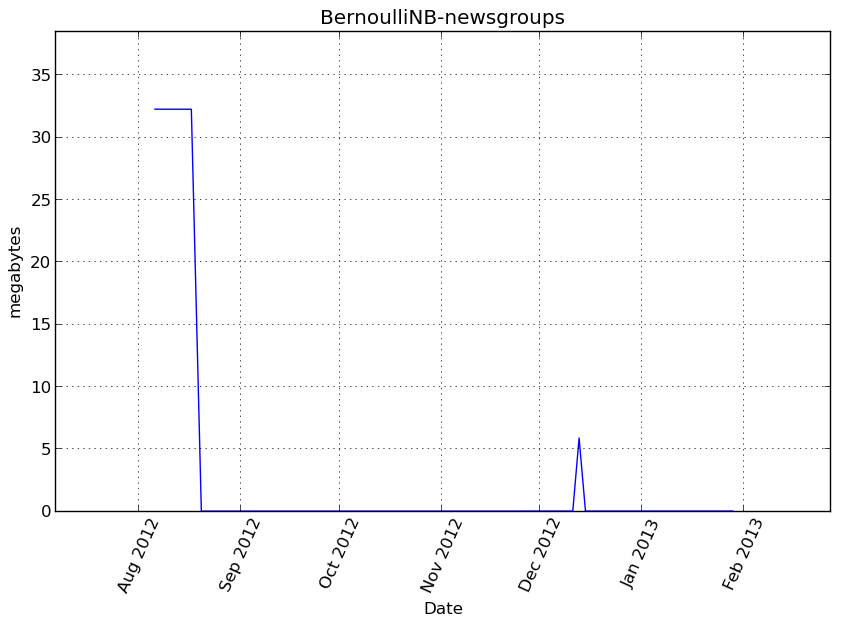 BernoulliNB-newsgroups
megabytes
35
30
25
20
15
10
5
0
Aug 2012
Sep 2012
Oct 2012
Nov 2012
Dec 2012
Jan 2013
Feb 2013
Date